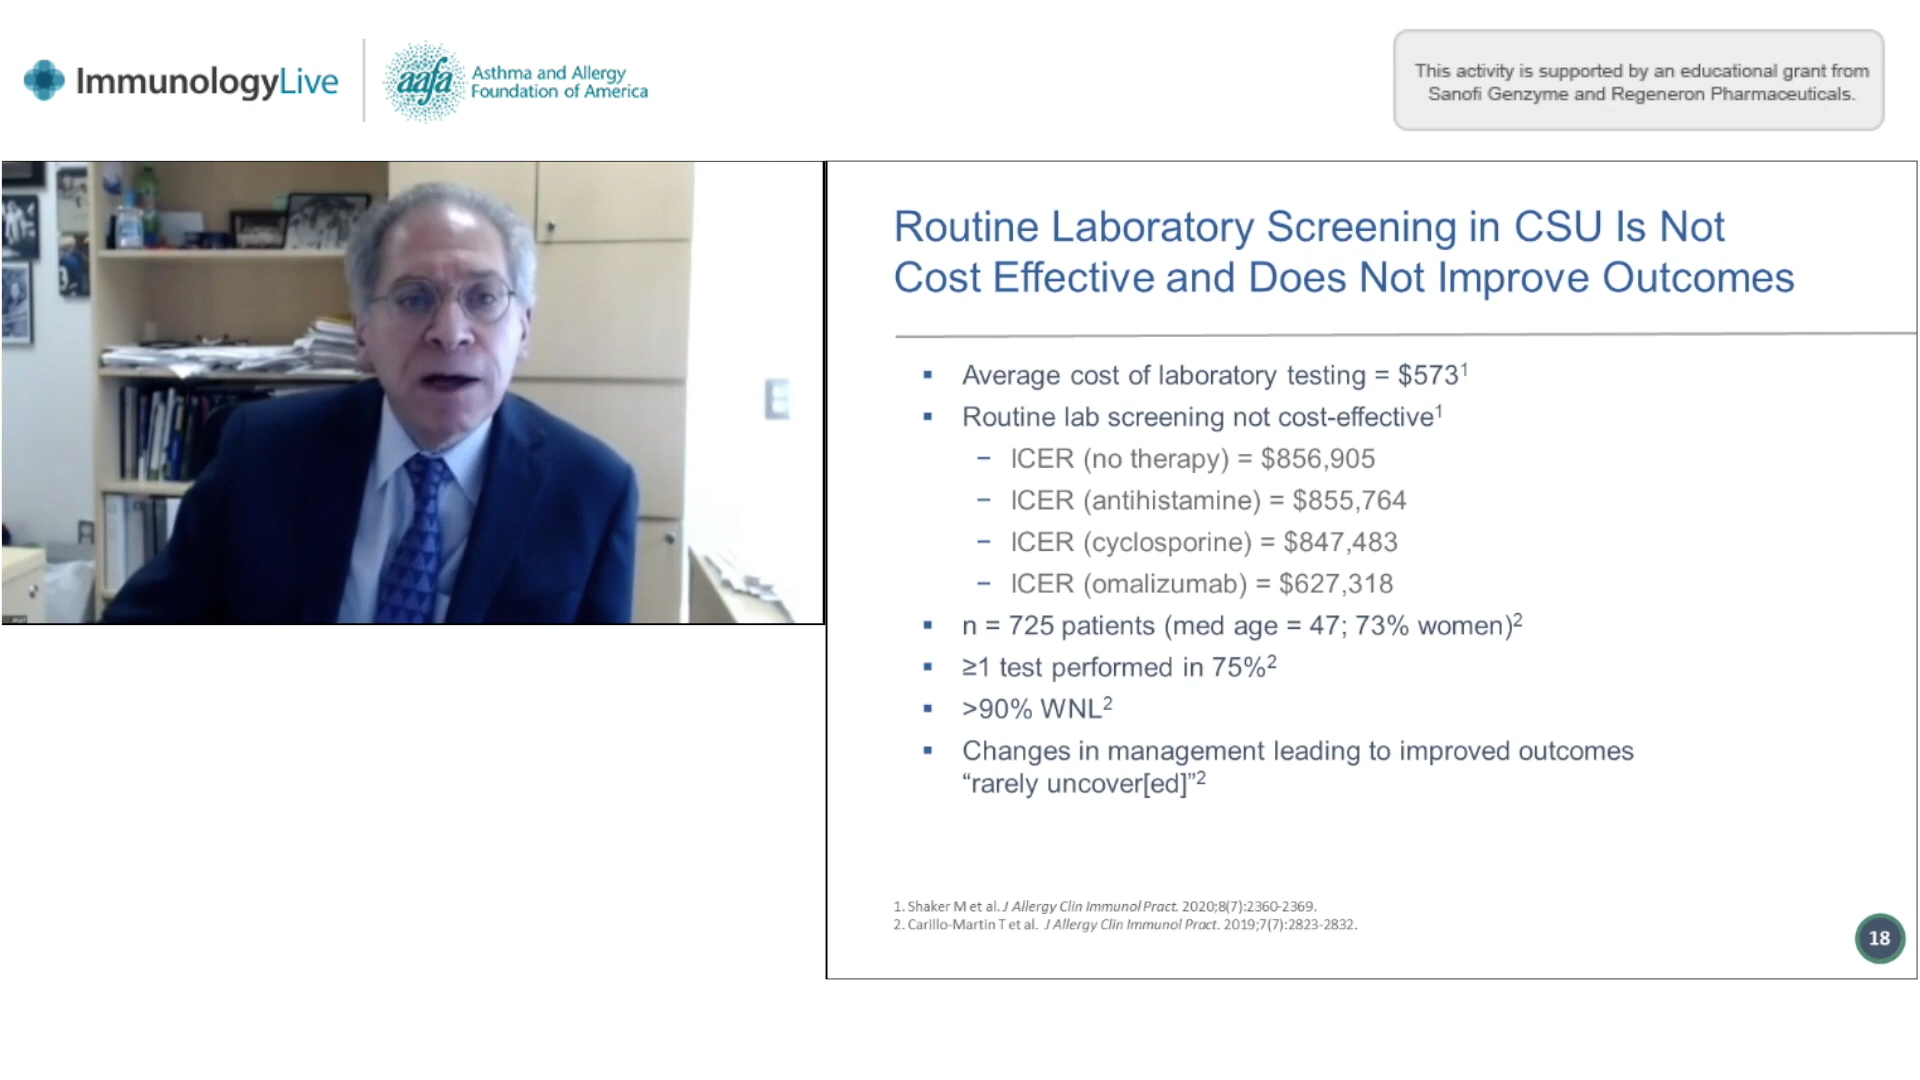 ImmunologyLive
aafa
Asthma and Allergy
Foundation of America
This activity is supported by an educational grant from
Sanofi Genzyme and Regeneron Pharmaceuticals.
Routine Laboratory Screening in CSU Is Not
Cost Effective and Does Not Improve Outcomes
▪ Average cost of laboratory testing = $573¹
▪ Routine lab screening not cost-effective¹
– ICER (no therapy) = $856,905
– ICER (antihistamine) = $855,764
– ICER (cyclosporine) = $847,483
– ICER (omalizumab) = $627,318
▪ n = 725 patients (med age = 47; 73% women)²
▪ ≥1 test performed in 75%²
▪ >90% WNL²
▪ Changes in management leading to improved outcomes
“rarely uncover[ed]”²
1. Shaker M et al. J Allergy Clin Immunol Pract. 2020;8(7):2360-2369.
2. Carillo-Martin T et al. J Allergy Clin Immunol Pract. 2019;7(7):2823-2832.
18